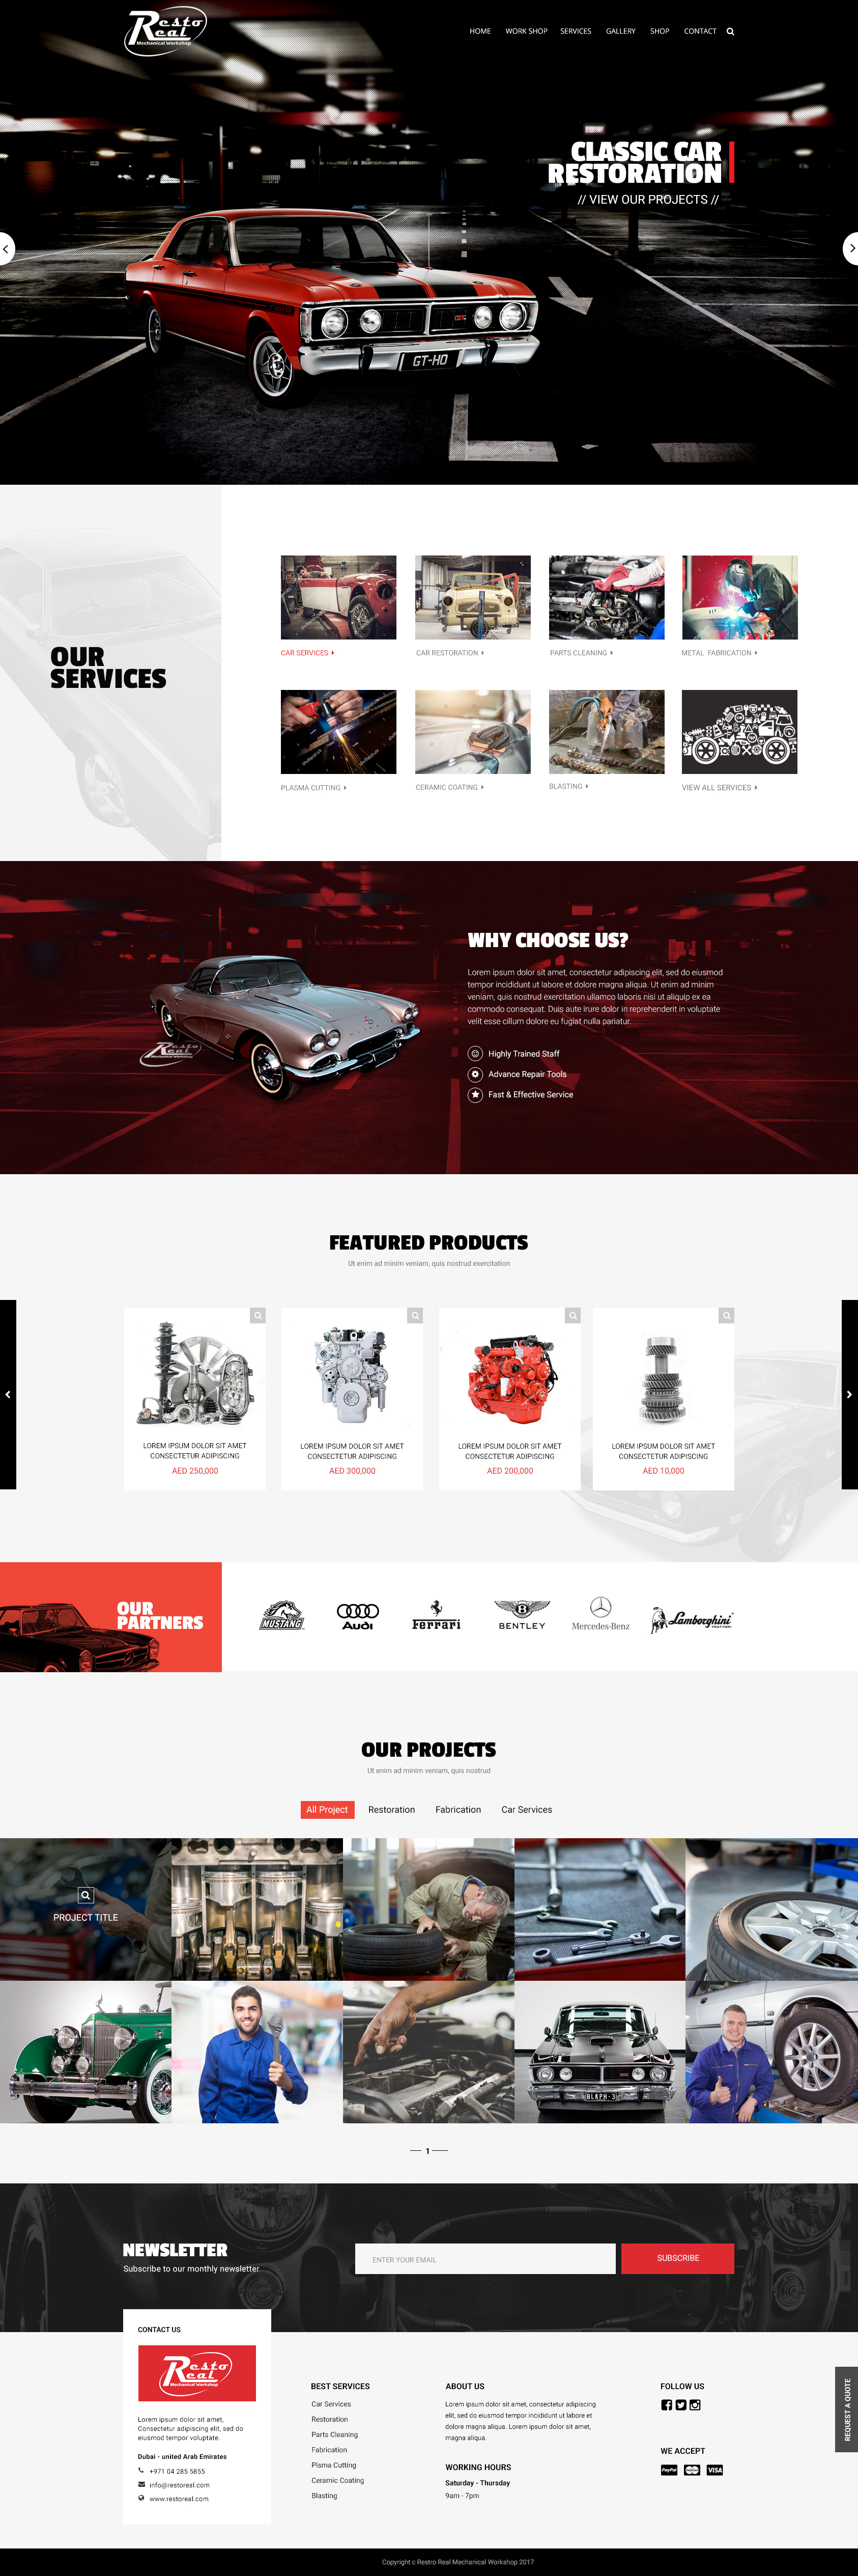 Resto
Real
Mechanical Workshop
HOME WORK SHOP SERVICES GALLERY SHOP CONTACT
CLASSIC CAR
RESTORATION
// VIEW OUR PROJECTS //
GT-HO
OUR
SERVICES
CAR SERVICES
CAR RESTORATION
PARTS CLEANING
METAL FABRICATION
PLASMA CUTTING
CERAMIC COATING
BLASTING
VIEW ALL SERVICES
WHY CHOOSE US?
Lorem ipsum dolor sit amet, consectetur adipiscing elit, sed do eiusmod
tempor incididunt ut labore et dolore magna aliqua. Ut enim ad minim
veniam, quis nostrud exercitation ullamco laboris nisi ut aliquip ex ea
commodo consequat. Duis aute irure dolor in reprehenderit in voluptate
velit esse cillum dolore eu fugiat nulla pariatur.
Resto
Real
Mechanical Workshop
Highly Trained Staff
Advance Repair Tools
Fast & Effective Service
FEATURED PRODUCTS
Ut enim ad minim veniam, quis nostrud exercitation
LOREM IPSUM DOLOR SIT AMET
CONSECTETUR ADIPISCING
AED 250,000
LOREM IPSUM DOLOR SIT AMET
CONSECTETUR ADIPISCING
AED 300,000
LOREM IPSUM DOLOR SIT AMET
CONSECTETUR ADIPISCING
AED 200,000
LOREM IPSUM DOLOR SIT AMET
CONSECTETUR ADIPISCING
AED 10,000
OUR
PARTNERS
MUSTANG
Audi
Ferrari
B
BENTLEY
Mercedes-Benz
Lamborghini
OUR PROJECTS
Ut enim ad minim veniam, quis nostrud
All Project Restoration Fabrication Car Services
PROJECT TITLE
BLKPH-3
1
NEWSLETTER
Subscribe to our monthly newsletter
ENTER YOUR EMAIL
SUBSCRIBE
CONTACT US
Resto
Real
Mechanical Workshop
Lorem ipsum dolor sit amet,
Consectetur adipiscing elit, sed do
eiusmod tempor voluptate.
Dubai - united Arab Emirates
+971 04 285 5855
info@restoreal.com
www.restoreal.com
BEST SERVICES
Car Services
Restoration
Parts Cleaning
Fabrication
Plsma Cutting
Ceramic Coating
Blasting
ABOUT US
Lorem ipsum dolor sit amet, consectetur adipiscing
elit, sed do eiusmod tempor incididunt ut labore et
dolore magna aliqua. Lorem ipsum dolor sit amet,
magna aliqua.
WORKING HOURS
Saturday - Thursday
9am - 7pm
FOLLOW US
WE ACCEPT
PayPal
VISA
REQUEST A QUOTE
Copyright c Restro Real Mechanical Workshop 2017